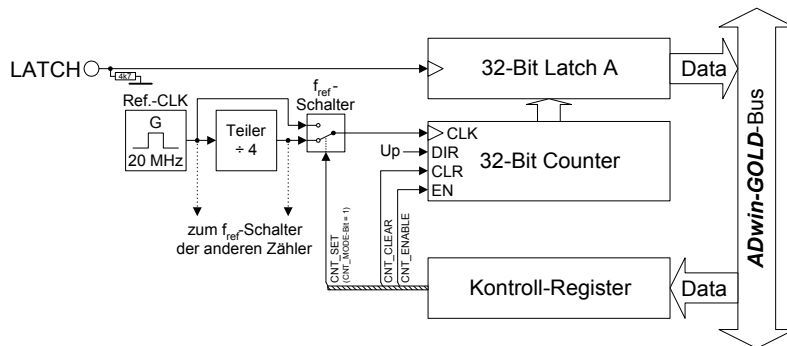 LATCH
4k7
32-Bit Latch A
Data
Ref.-CLK
G
20 MHz
Teiler
÷ 4
fref-
Schalter
CLK
Up
DIR
CLR
EN
32-Bit Counter
zum fref-Schalter
der anderen Zähler
CNT_SET
(CNT_MODE-Bit = 1)
CNT_CLEAR
CNT_ENABLE
Kontroll-Register
Data
ADwin-GOLD-Bus